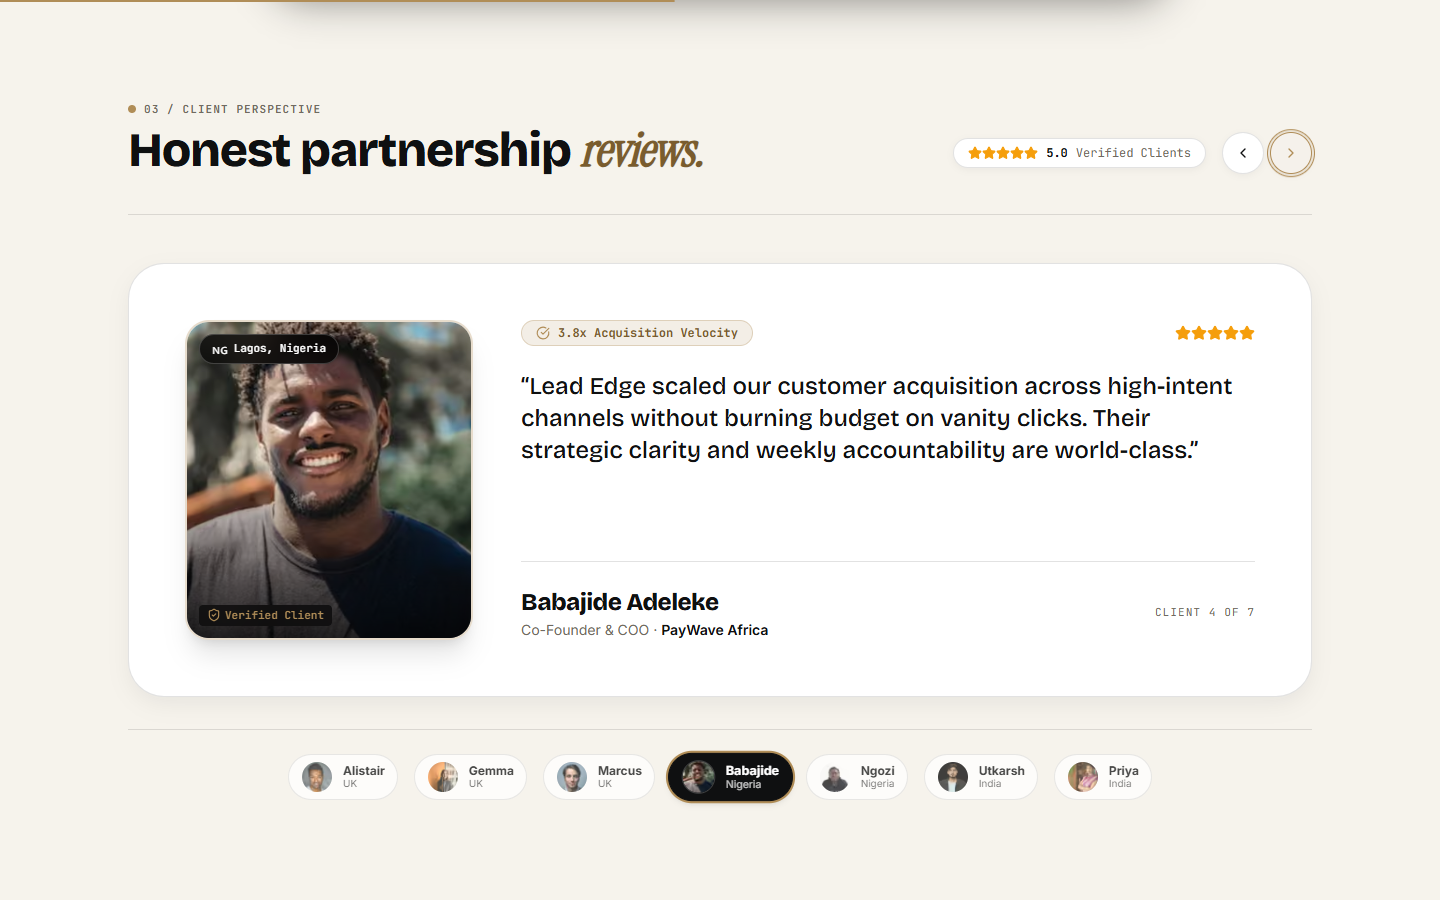 03 / CLIENT PERSPECTIVE
Honest partnership reviews.
5.0 Verified Clients
NG Lagos, Nigeria
Verified Client
3.8x Acquisition Velocity
“Lead Edge scaled our customer acquisition across high-intent
channels without burning budget on vanity clicks. Their
strategic clarity and weekly accountability are world-class.”
Babajide Adeleke
Co-Founder & COO · PayWave Africa
CLIENT 4 OF 7
Alistair
UK
Gemma
UK
Marcus
UK
Babajide
Nigeria
Ngozi
Nigeria
Utkarsh
India
Priya
India